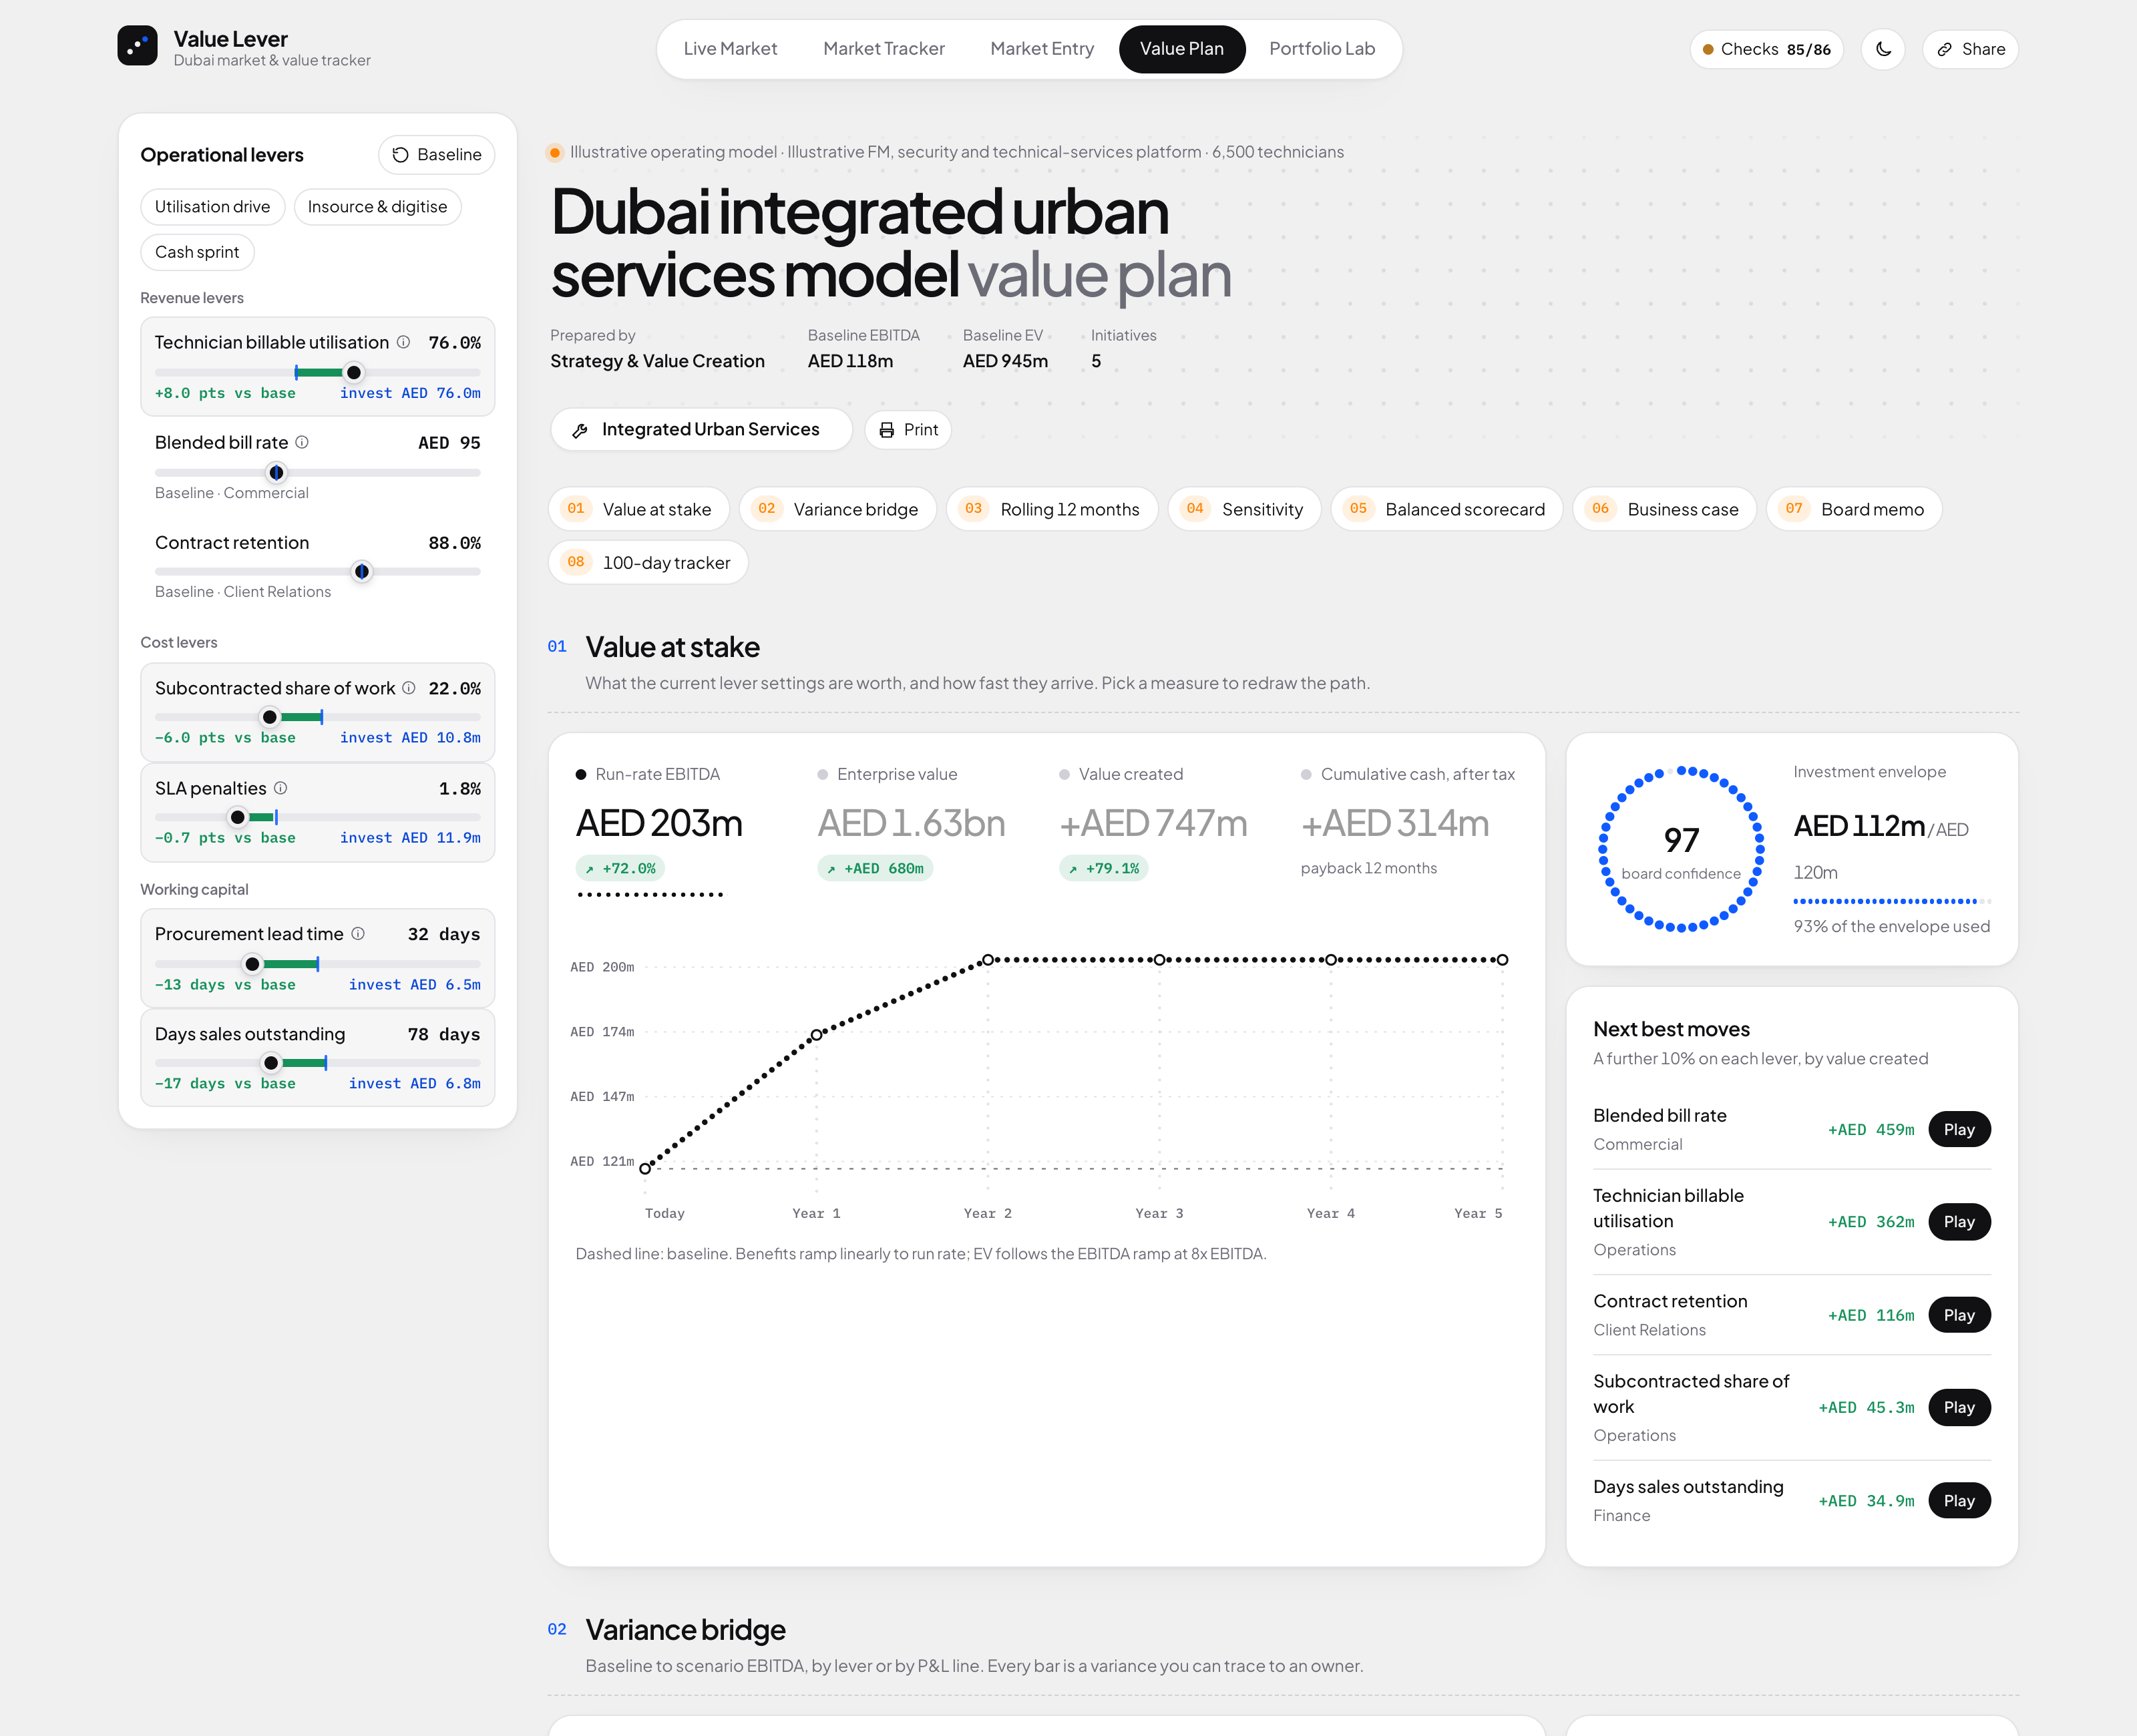 Value Lever
Dubai market & value tracker
Live Market
Market Tracker
Market Entry
Value Plan
Portfolio Lab
Checks 85/86
Share
Operational levers
Baseline
Utilisation drive
Insource & digitise
Cash sprint
Revenue levers
Technician billable utilisation 76.0%
+8.0 pts vs base invest AED 76.0m
Blended bill rate AED 95
Baseline · Commercial
Contract retention 88.0%
Baseline · Client Relations
Cost levers
Subcontracted share of work 22.0%
−6.0 pts vs base invest AED 10.8m
SLA penalties 1.8%
−0.7 pts vs base invest AED 11.9m
Working capital
Procurement lead time 32 days
−13 days vs base invest AED 6.5m
Days sales outstanding 78 days
−17 days vs base invest AED 6.8m
Illustrative operating model · Illustrative FM, security and technical-services platform · 6,500 technicians
Dubai integrated urban
services model value plan
Prepared by
Strategy & Value Creation
Baseline EBITDA
AED 118m
Baseline EV
AED 945m
Initiatives
5
Integrated Urban Services
Print
01 Value at stake
02 Variance bridge
03 Rolling 12 months
04 Sensitivity
05 Balanced scorecard
06 Business case
07 Board memo
08 100-day tracker
01 Value at stake
What the current lever settings are worth, and how fast they arrive. Pick a measure to redraw the path.
Run-rate EBITDA
AED 203m
↗ +72.0%
Enterprise value
AED 1.63bn
↗ +AED 680m
Value created
+AED 747m
↗ +79.1%
Cumulative cash, after tax
+AED 314m
payback 12 months
AED 200m
AED 174m
AED 147m
AED 121m
Today
Year 1
Year 2
Year 3
Year 4
Year 5
Dashed line: baseline. Benefits ramp linearly to run rate; EV follows the EBITDA ramp at 8x EBITDA.
97
board confidence
Investment envelope
AED 112m / AED
120m
93% of the envelope used
Next best moves
A further 10% on each lever, by value created
Blended bill rate
Commercial
+AED 459m
Play
Technician billable
utilisation
Operations
+AED 362m
Play
Contract retention
Client Relations
+AED 116m
Play
Subcontracted share of
work
Operations
+AED 45.3m
Play
Days sales outstanding
Finance
+AED 34.9m
Play
02 Variance bridge
Baseline to scenario EBITDA, by lever or by P&L line. Every bar is a variance you can trace to an owner.